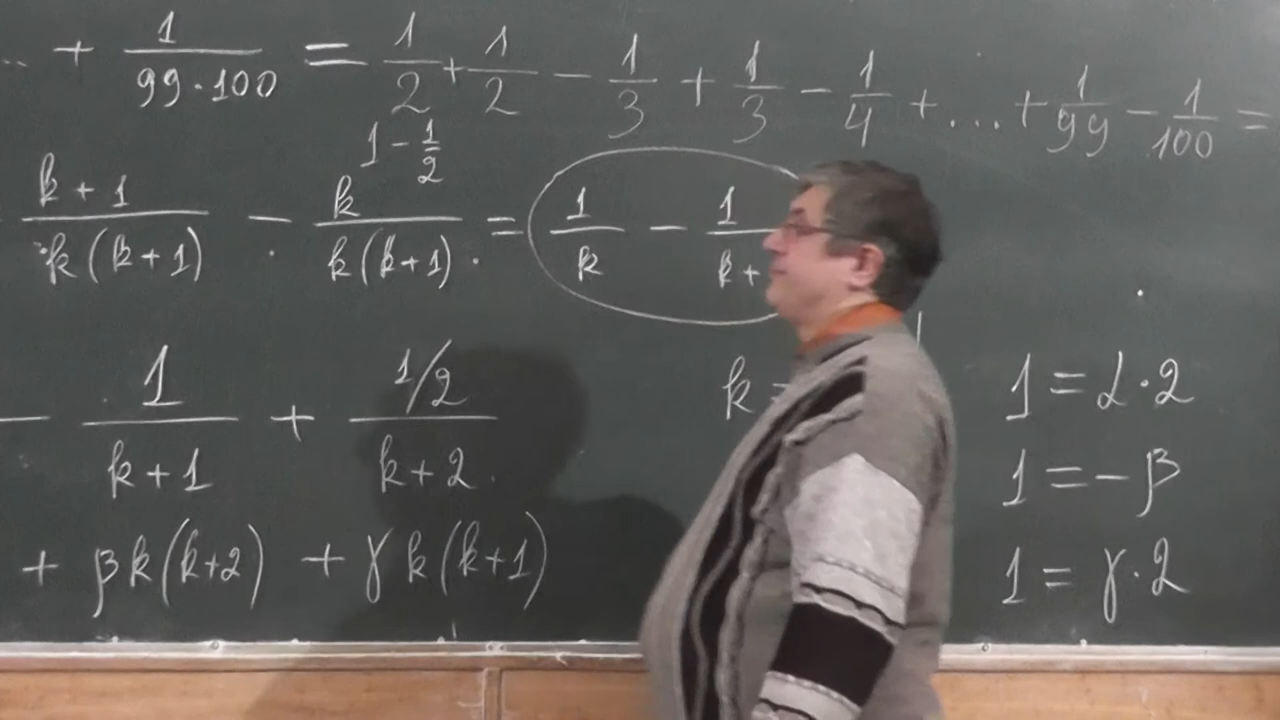 .. + 1/(99·100) = 1/2 + 1/2 − 1/3 + 1/3 − 1/4 + ... + 1/99 − 1/100 =
1 − 1/2
(k+1)/(k(k+1)) − k/(k(k+1)) = 1/k − 1/(k+
− 1/(k+1) + (1/2)/(k+2)
k =
1 = α·2
1 = −β
+ βk(k+2) + γk(k+1)
1 = γ·2